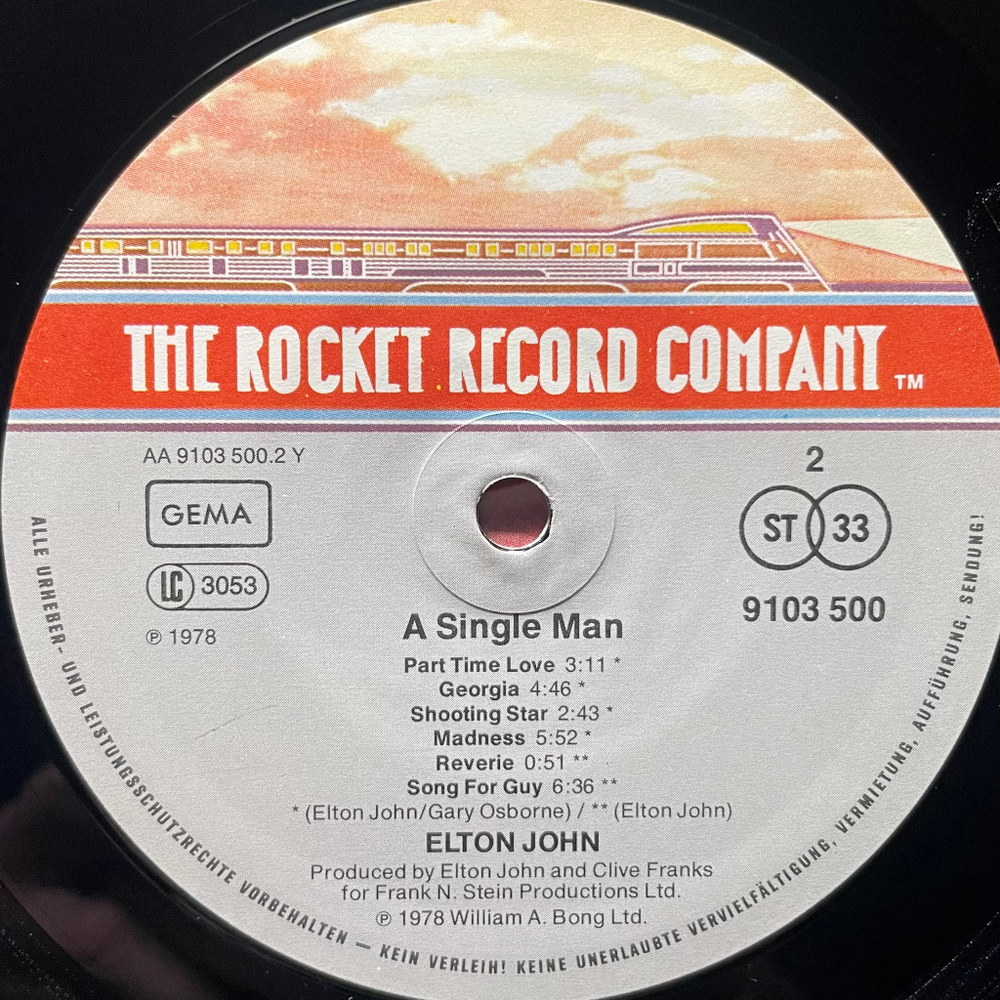 THE ROCKET RECORD COMPANY ™
AA 9103 500.2 Y
GEMA
LC 3053
℗ 1978
2
ST 33
9103 500
A Single Man
Part Time Love 3:11 *
Georgia 4:46 *
Shooting Star 2:43 *
Madness 5:52 *
Reverie 0:51 **
Song For Guy 6:36 **
* (Elton John/Gary Osborne) / ** (Elton John)
ELTON JOHN
Produced by Elton John and Clive Franks
for Frank N. Stein Productions Ltd.
℗ 1978 William A. Bong Ltd.
ALLE URHEBER- UND LEISTUNGSSCHUTZRECHTE VORBEHALTEN — KEIN VERLEIH! KEINE UNERLAUBTE VERVIELFÄLTIGUNG, VERMIETUNG, AUFFÜHRUNG, SENDUNG!